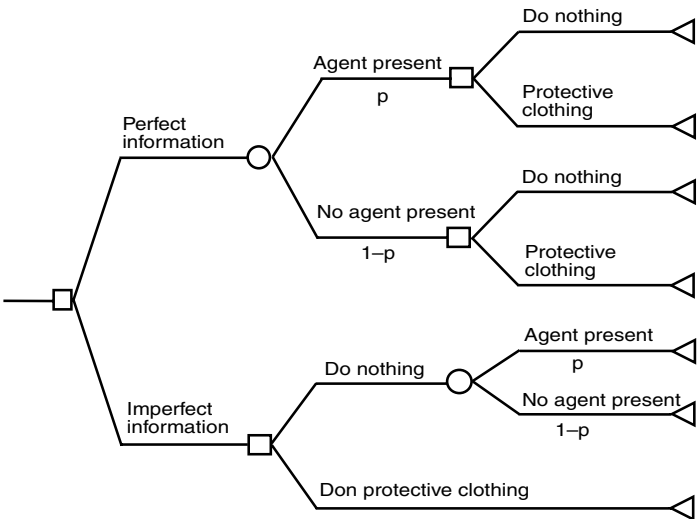 Do nothing
Agent present
p
Protective
clothing
Perfect
information
Do nothing
No agent present
1–p
Protective
clothing
Agent present
p
Do nothing
No agent present
1–p
Imperfect
information
Don protective clothing